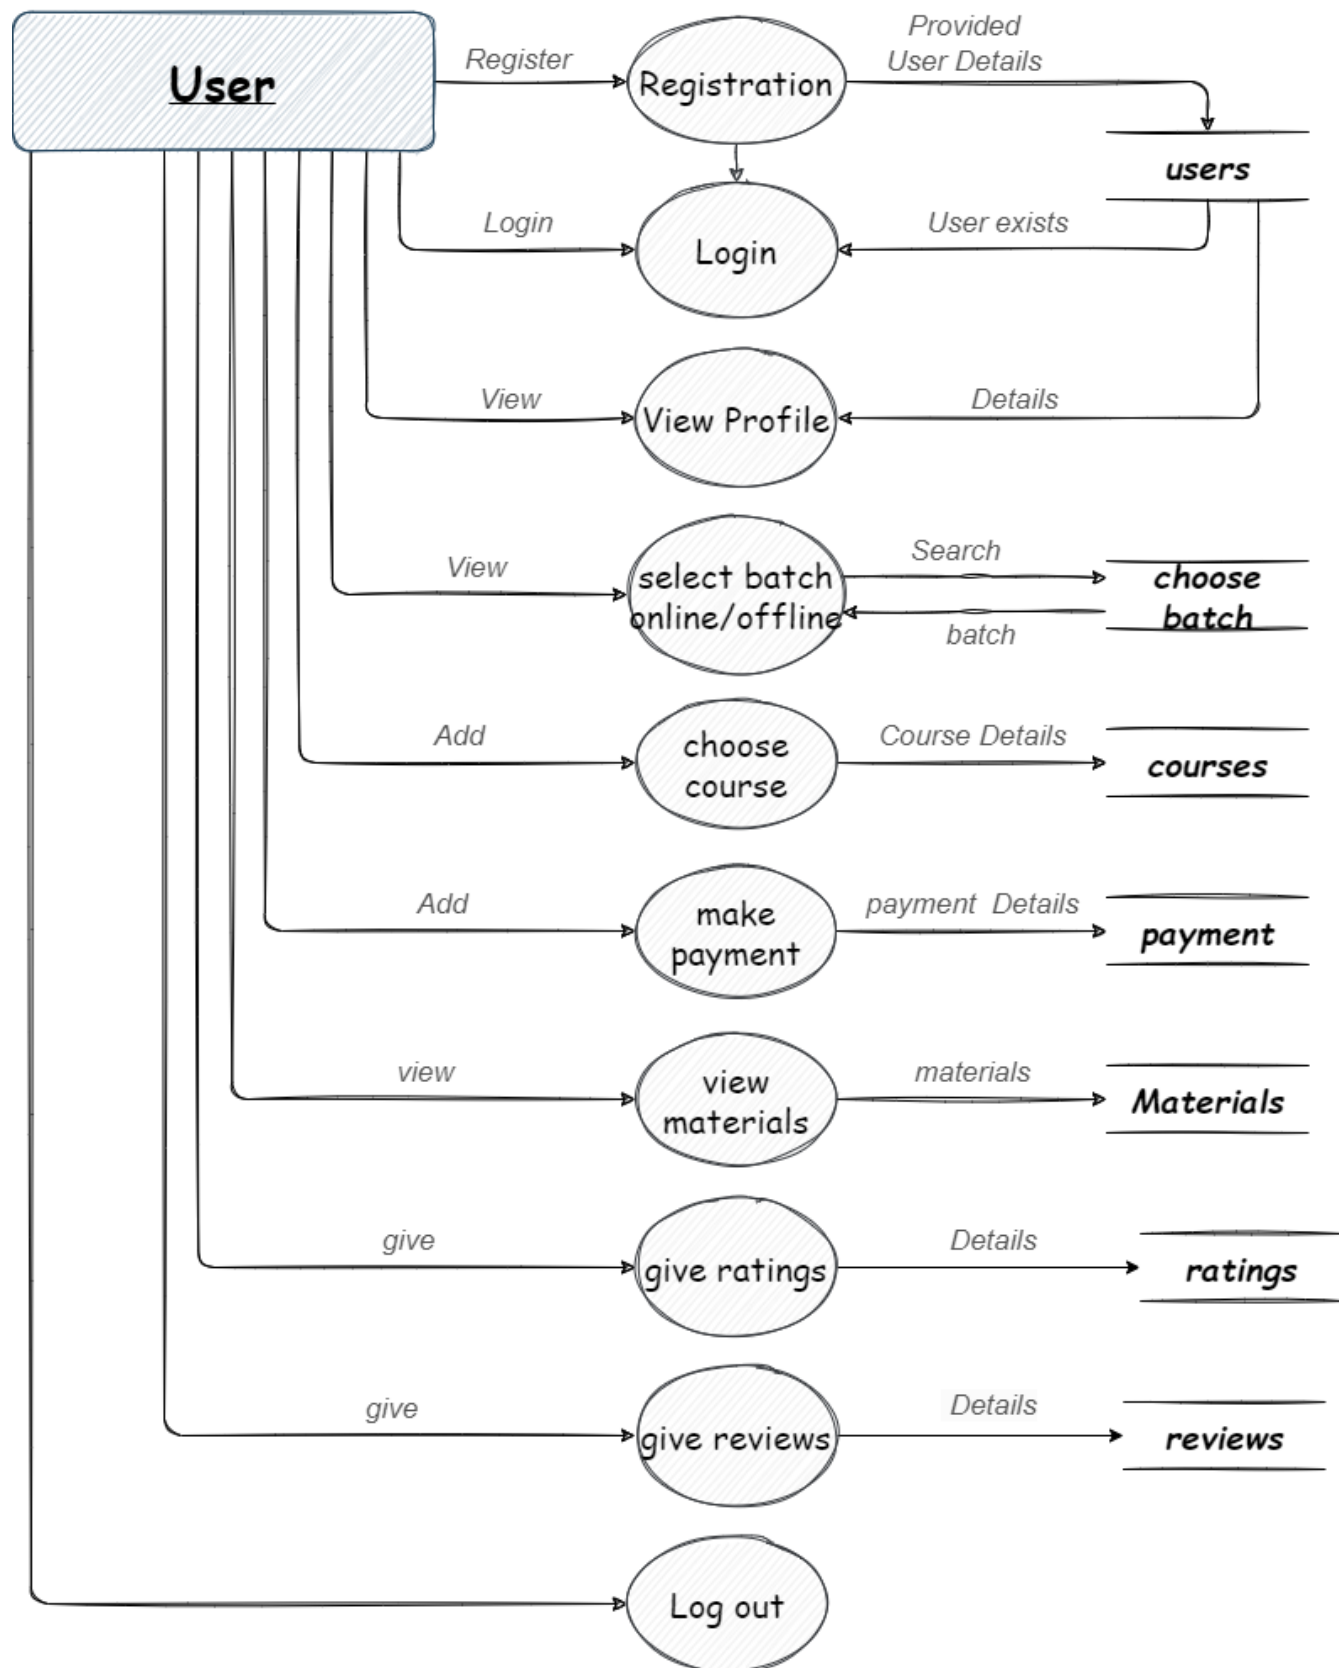 User
Register
Registration
Provided
User Details
users
Login
Login
User exists
View
View Profile
Details
View
select batch
online/offline
Search
batch
choose
batch
Add
choose
course
Course Details
courses
Add
make
payment
payment  Details
payment
view
view
materials
materials
Materials
give
give ratings
Details
ratings
give
give reviews
Details
reviews
Log out